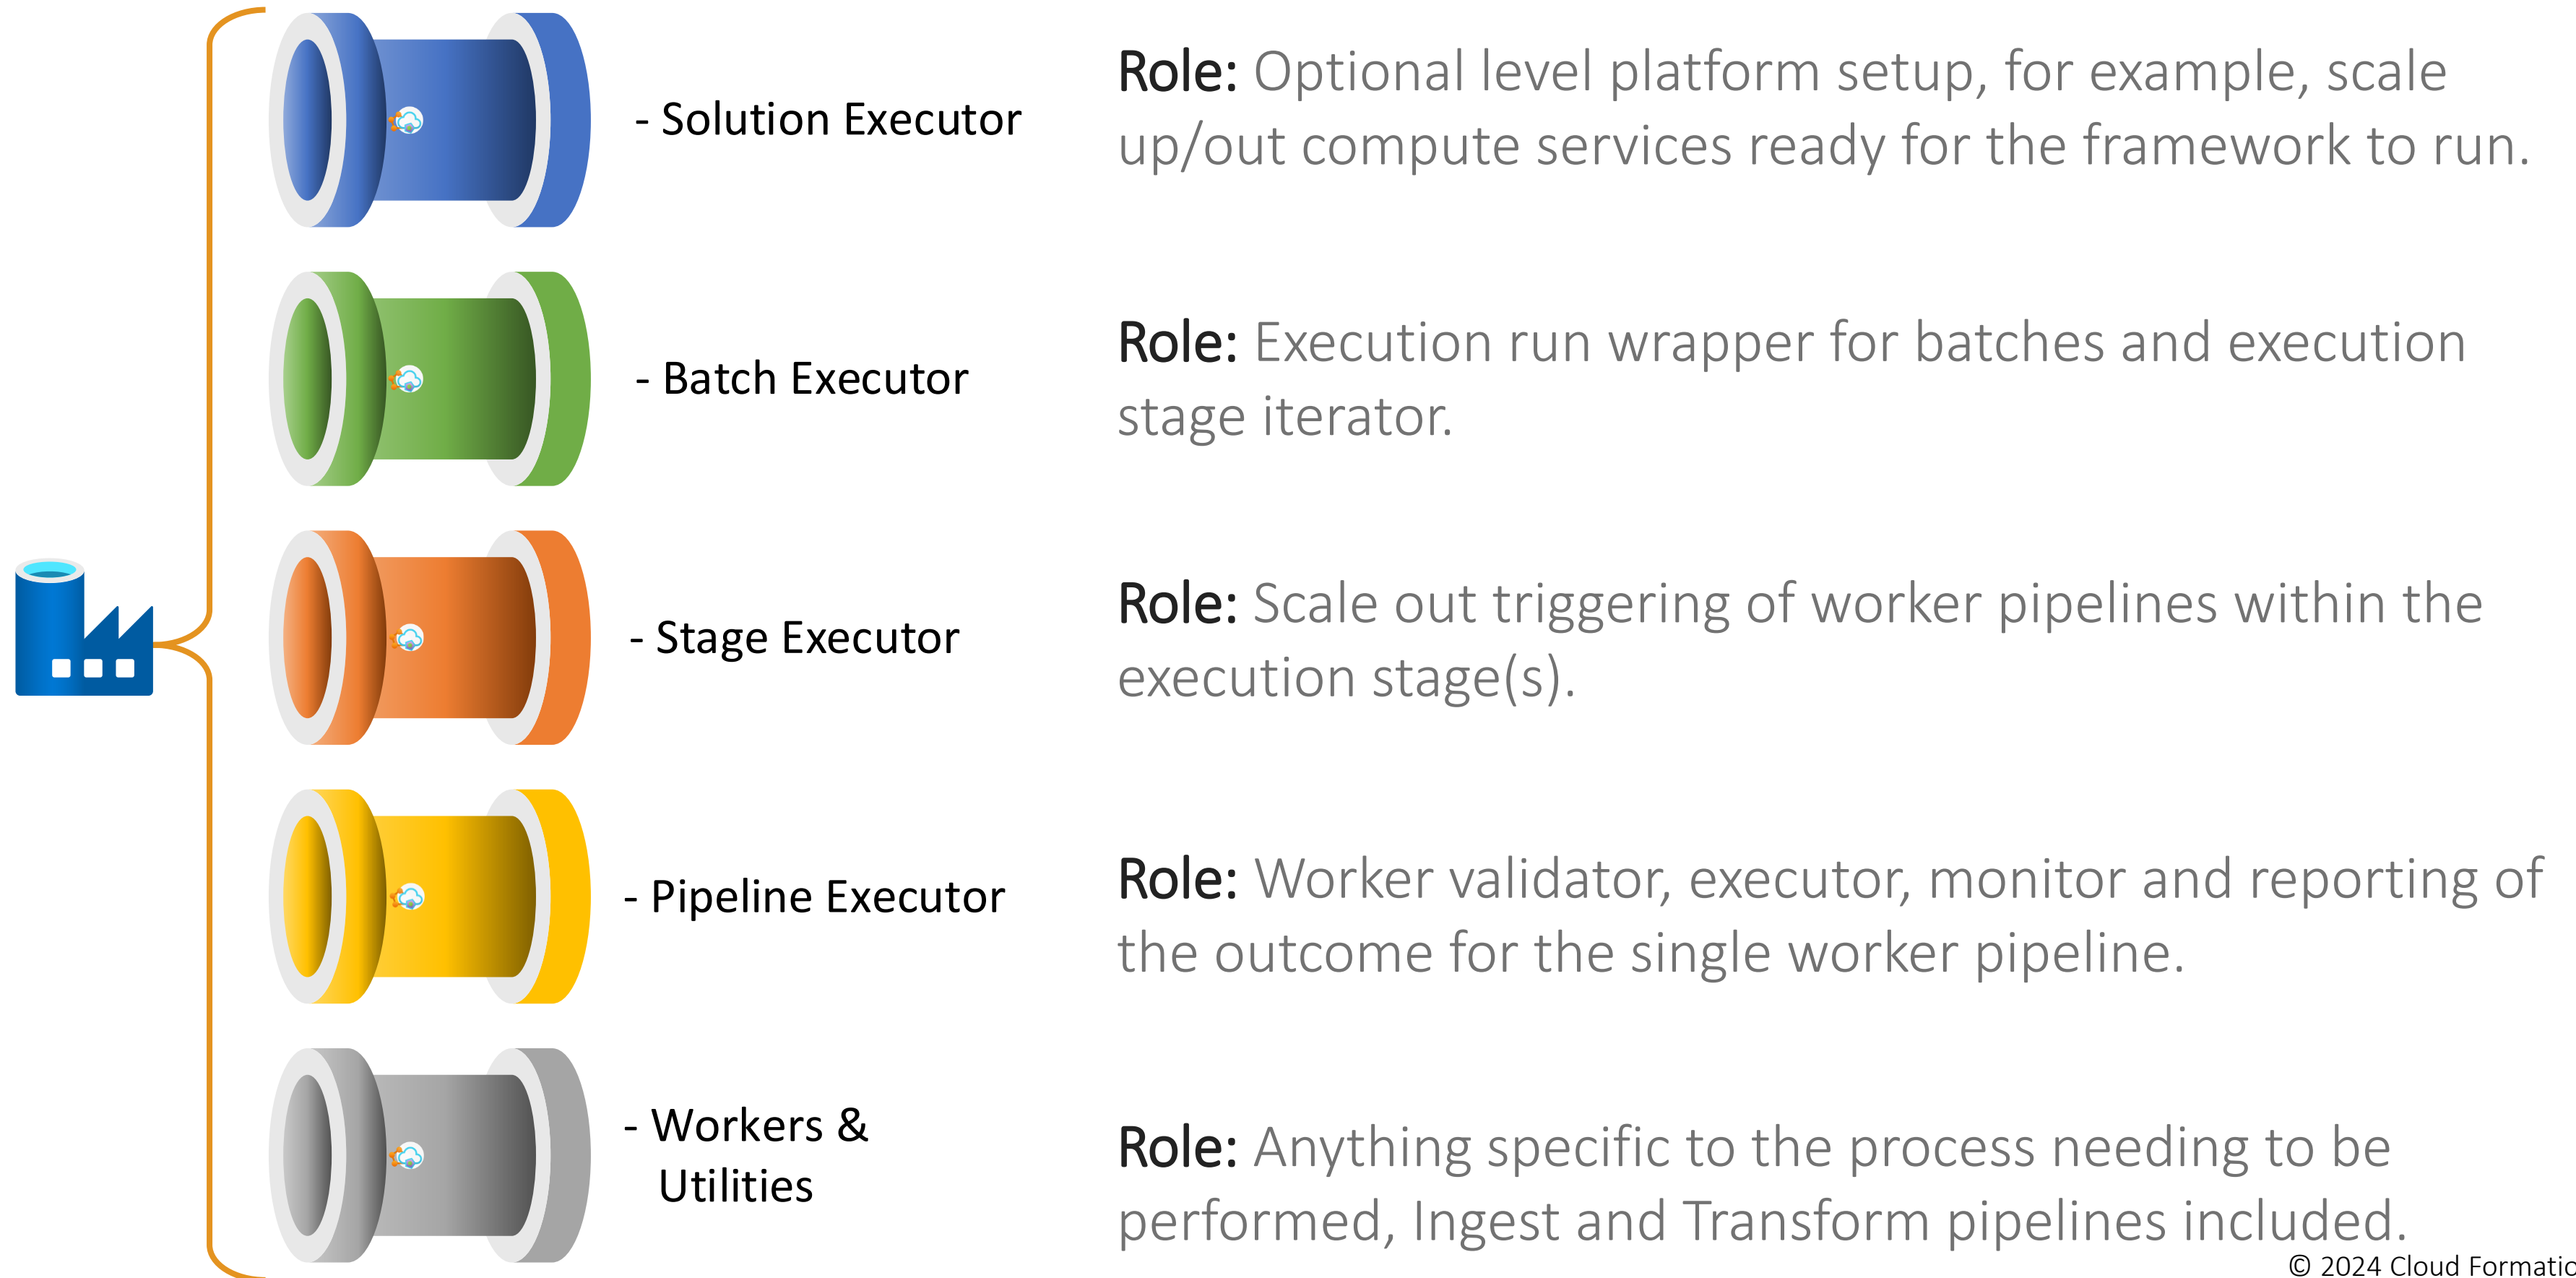 - Solution Executor
Role: Optional level platform setup, for example, scale
up/out compute services ready for the framework to run.
- Batch Executor
Role: Execution run wrapper for batches and execution
stage iterator.
- Stage Executor
Role: Scale out triggering of worker pipelines within the
execution stage(s).
- Pipeline Executor
Role: Worker validator, executor, monitor and reporting of
the outcome for the single worker pipeline.
- Workers &
Utilities
Role: Anything specific to the process needing to be
performed, Ingest and Transform pipelines included.
© 2024 Cloud Formatio